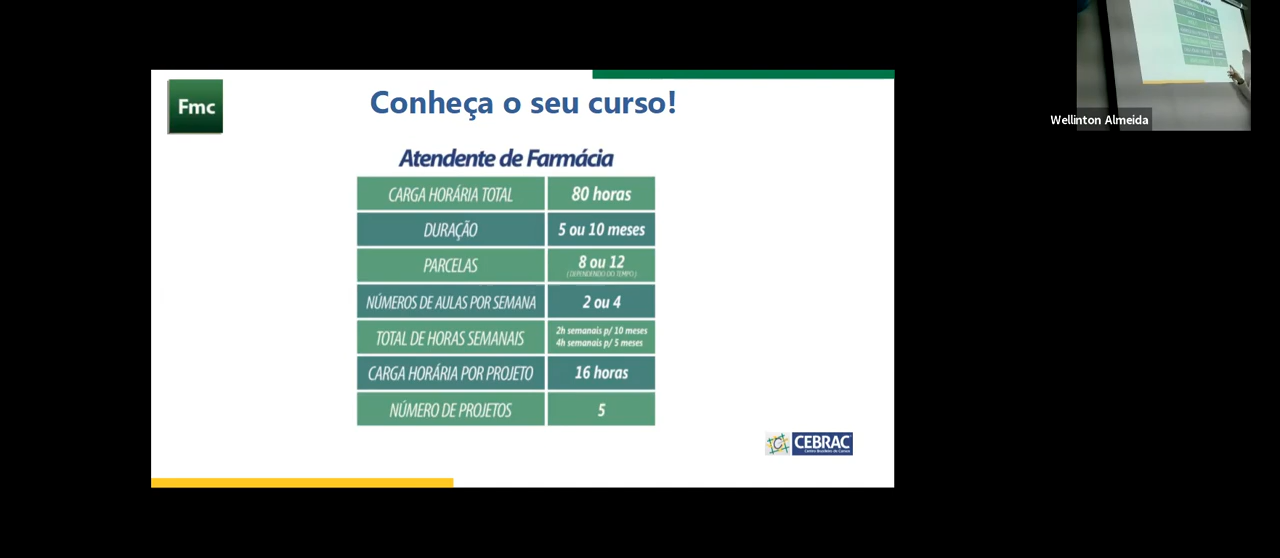 Fmc
Conheça o seu curso!
Atendente de Farmácia
CARGA HORÁRIA TOTAL 80 horas
DURAÇÃO 5 ou 10 meses
PARCELAS 8 ou 12
( DEPENDENDO DO TEMPO )
NÚMEROS DE AULAS POR SEMANA 2 ou 4
TOTAL DE HORAS SEMANAIS 2h semanais p/ 10 meses
4h semanais p/ 5 meses
CARGA HORÁRIA POR PROJETO 16 horas
NÚMERO DE PROJETOS 5
CEBRAC
Centro Brasileiro de Cursos
Wellinton Almeida